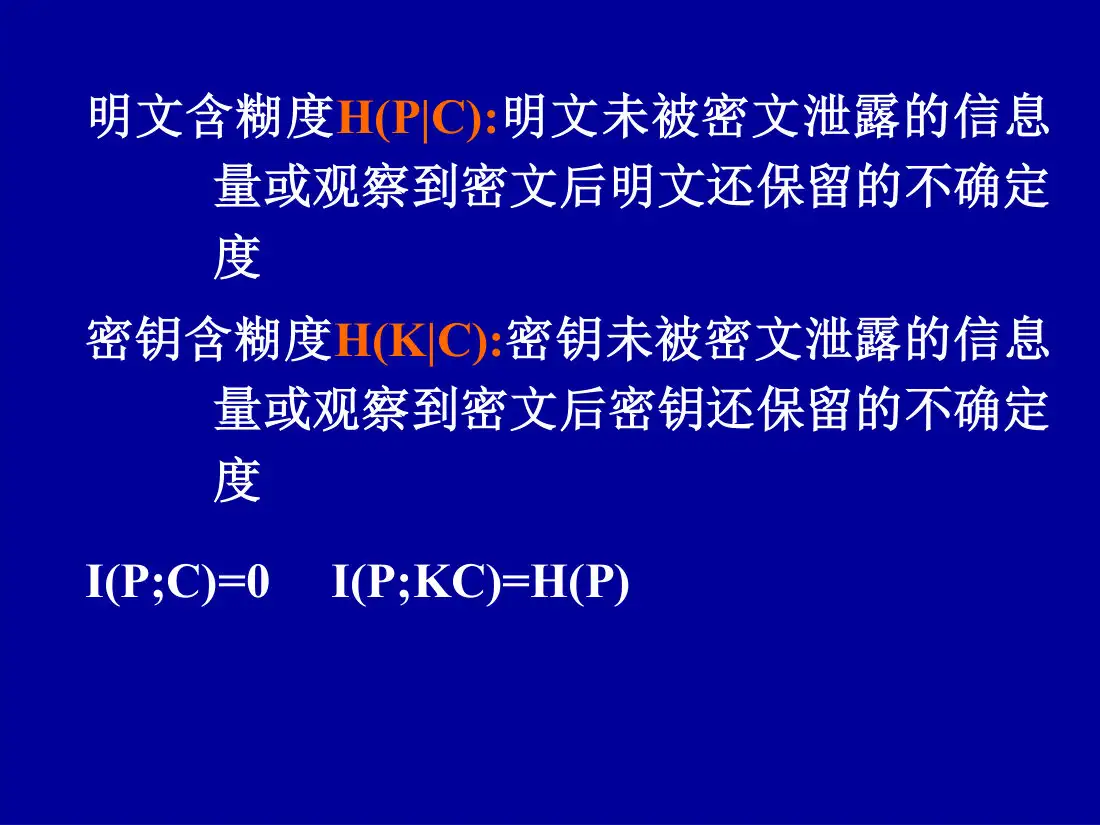 明文含糊度H(P|C):明文未被密文泄露的信息
量或观察到密文后明文还保留的不确定
度
密钥含糊度H(K|C):密钥未被密文泄露的信息
量或观察到密文后密钥还保留的不确定
度
I(P;C)=0 I(P;KC)=H(P)